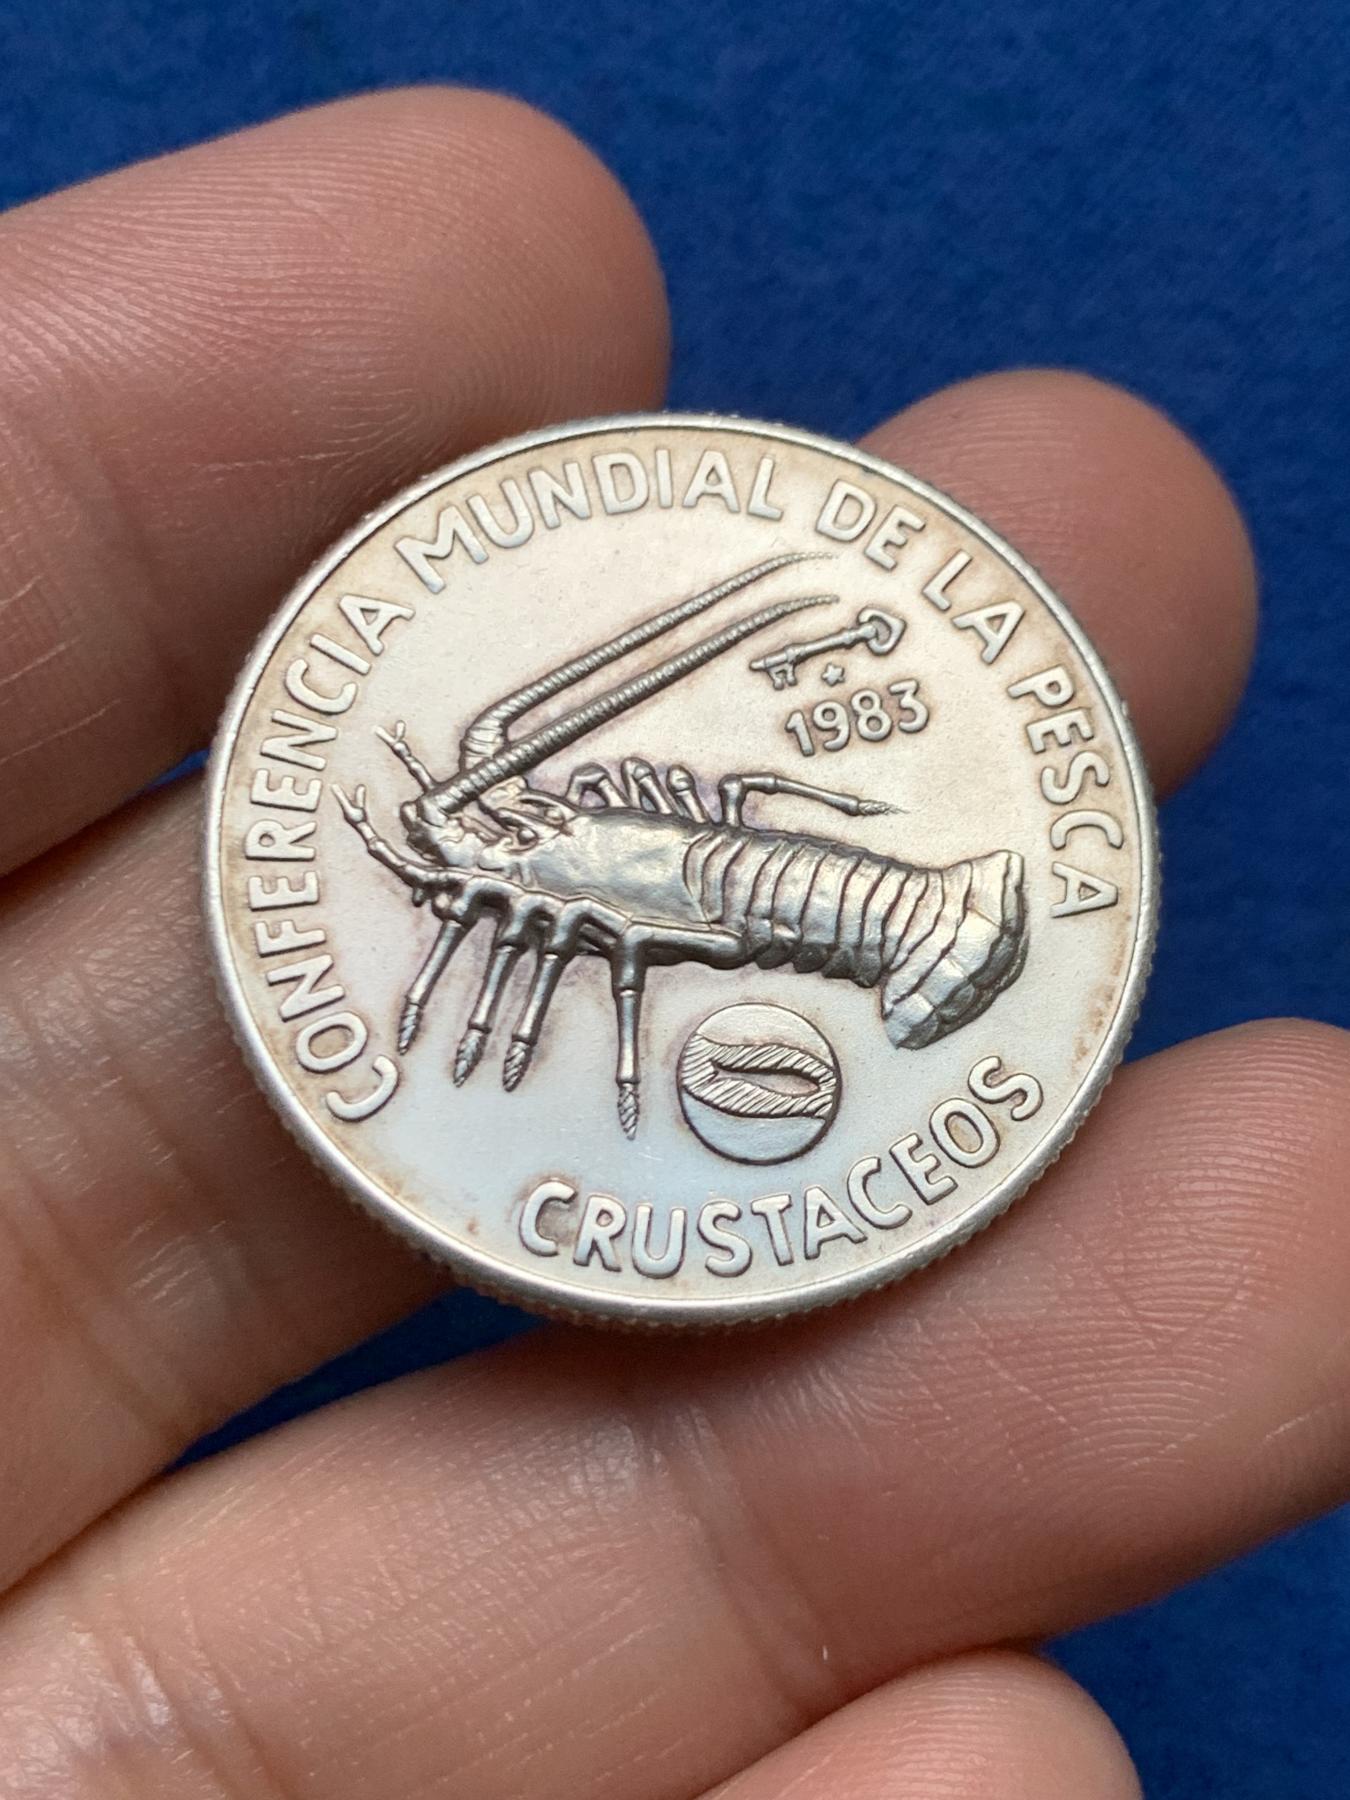 CONFERENCIA MUNDIAL DE LA PESCA
1983
CRUSTACEOS